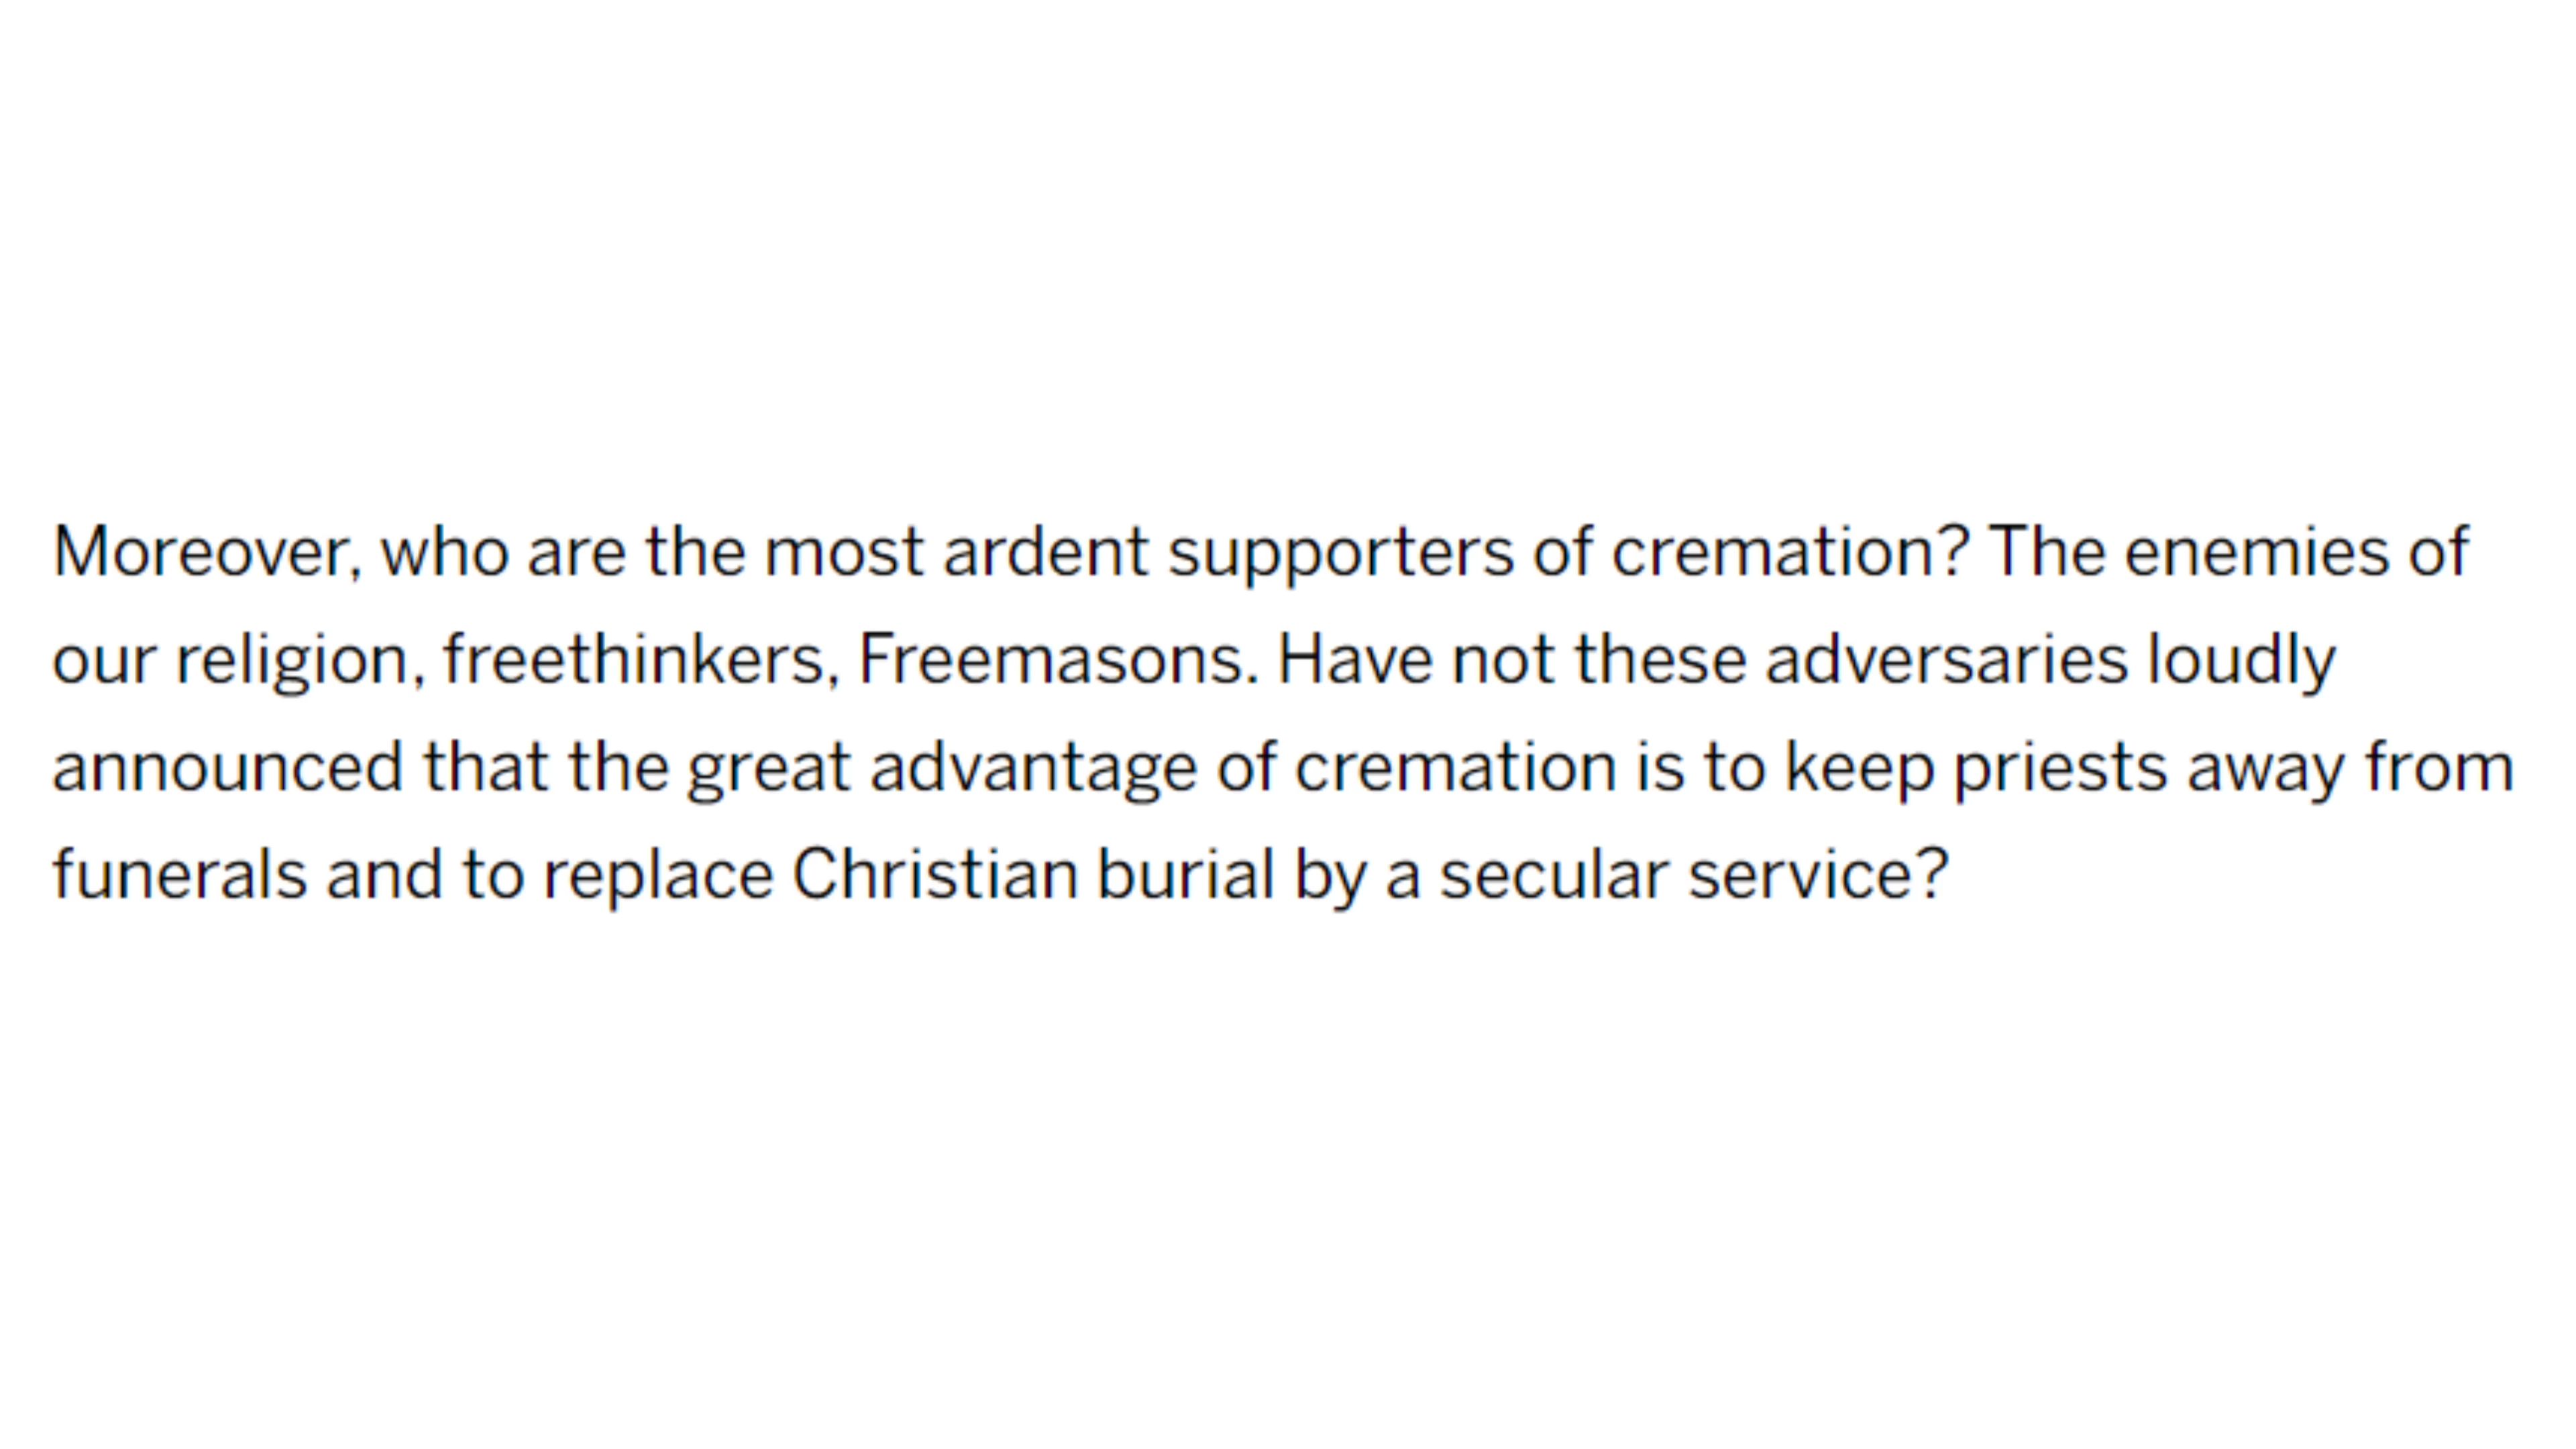 Moreover, who are the most ardent supporters of cremation? The enemies of
our religion, freethinkers, Freemasons. Have not these adversaries loudly
announced that the great advantage of cremation is to keep priests away from
funerals and to replace Christian burial by a secular service?